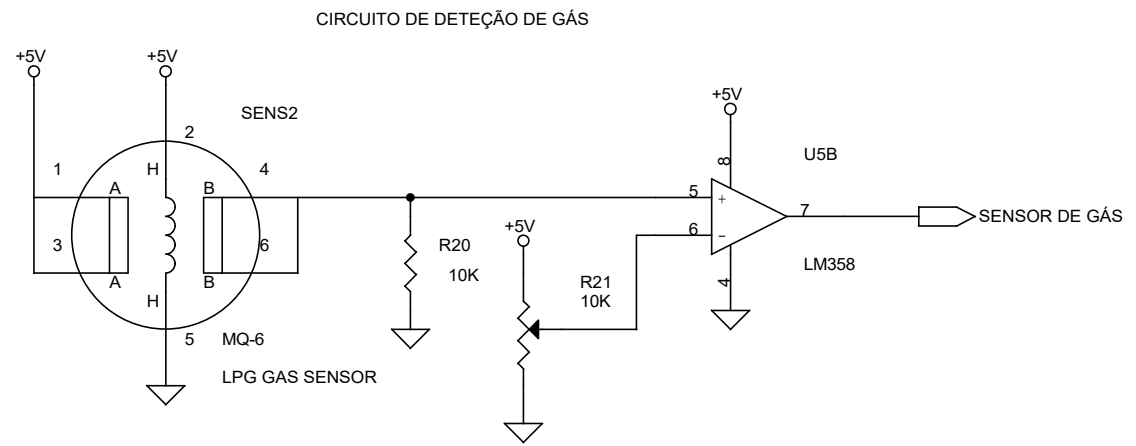 CIRCUITO DE DETEÇÃO DE GÁS
+5V
+5V
+5V
SENS2
2
U5B
1
H
4
8
A
B
5
+
7
SENSOR DE GÁS
3
6
R20
10K
+5V
6
−
LM358
A
B
R21
10K
4
H
5
MQ-6
LPG GAS SENSOR